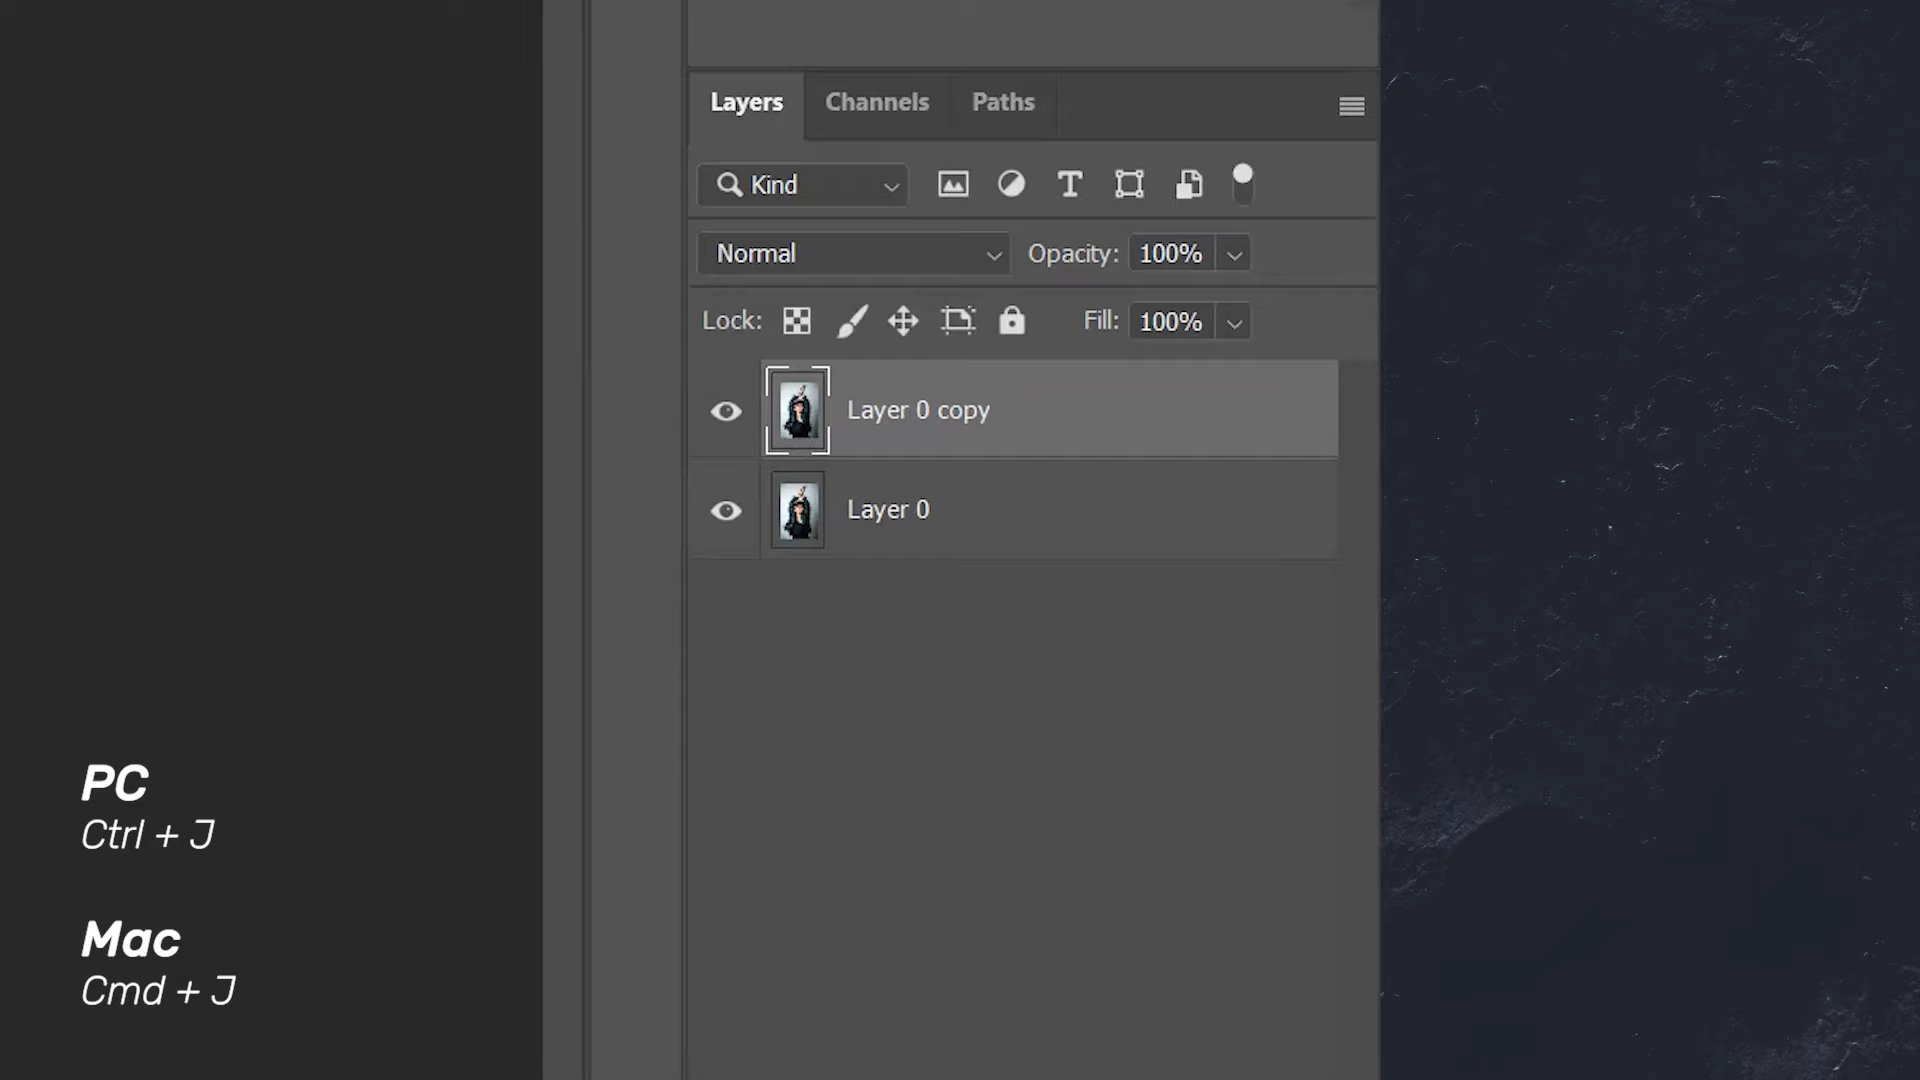 Layers Channels Paths
Kind
Normal Opacity: 100%
Lock: Fill: 100%
Layer 0 copy
Layer 0
PC
Ctrl + J
Mac
Cmd + J